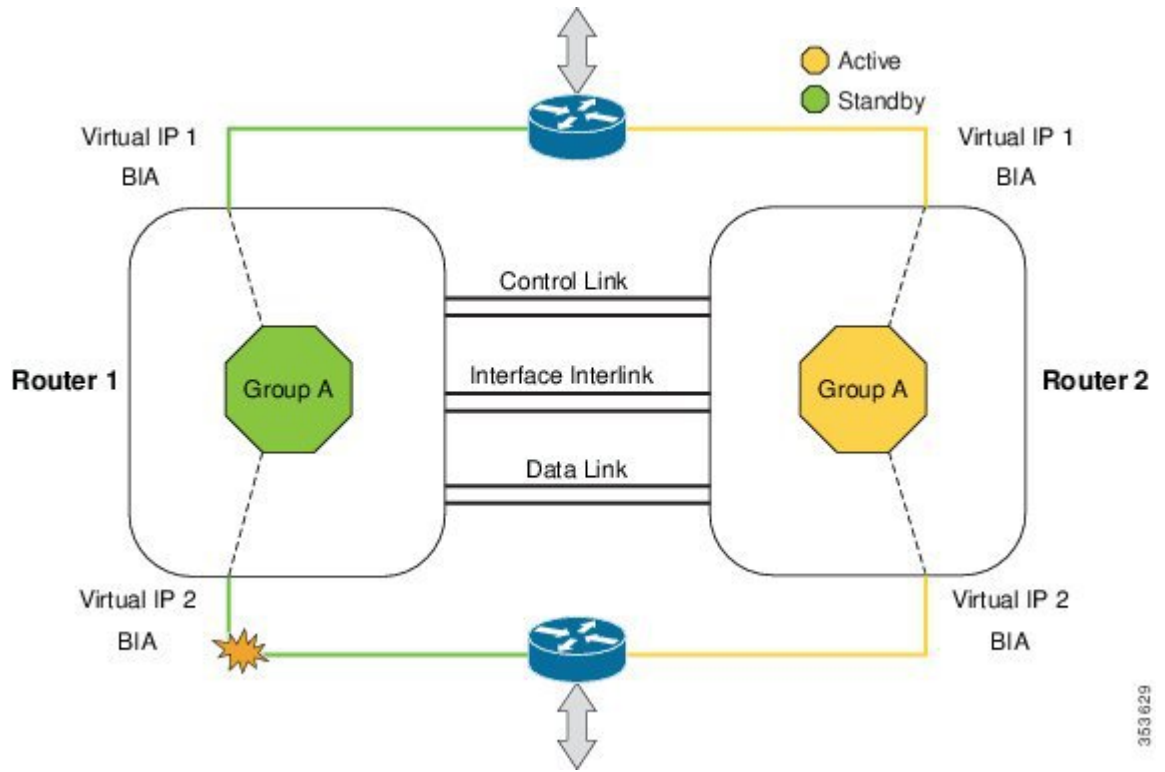 Active
Standby
Virtual IP 1
BIA
Virtual IP 1
BIA
Control Link
Router 1
Group A
Interface Interlink
Group A
Router 2
Data Link
Virtual IP 2
BIA
Virtual IP 2
BIA
353629